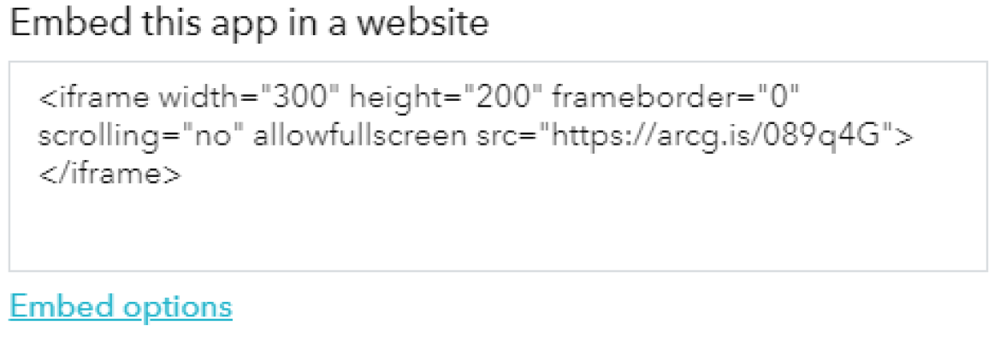 Embed this app in a website
<iframe width="300" height="200" frameborder="0"
scrolling="no" allowfullscreen src="https://arcg.is/089q4G">
</iframe>
Embed options